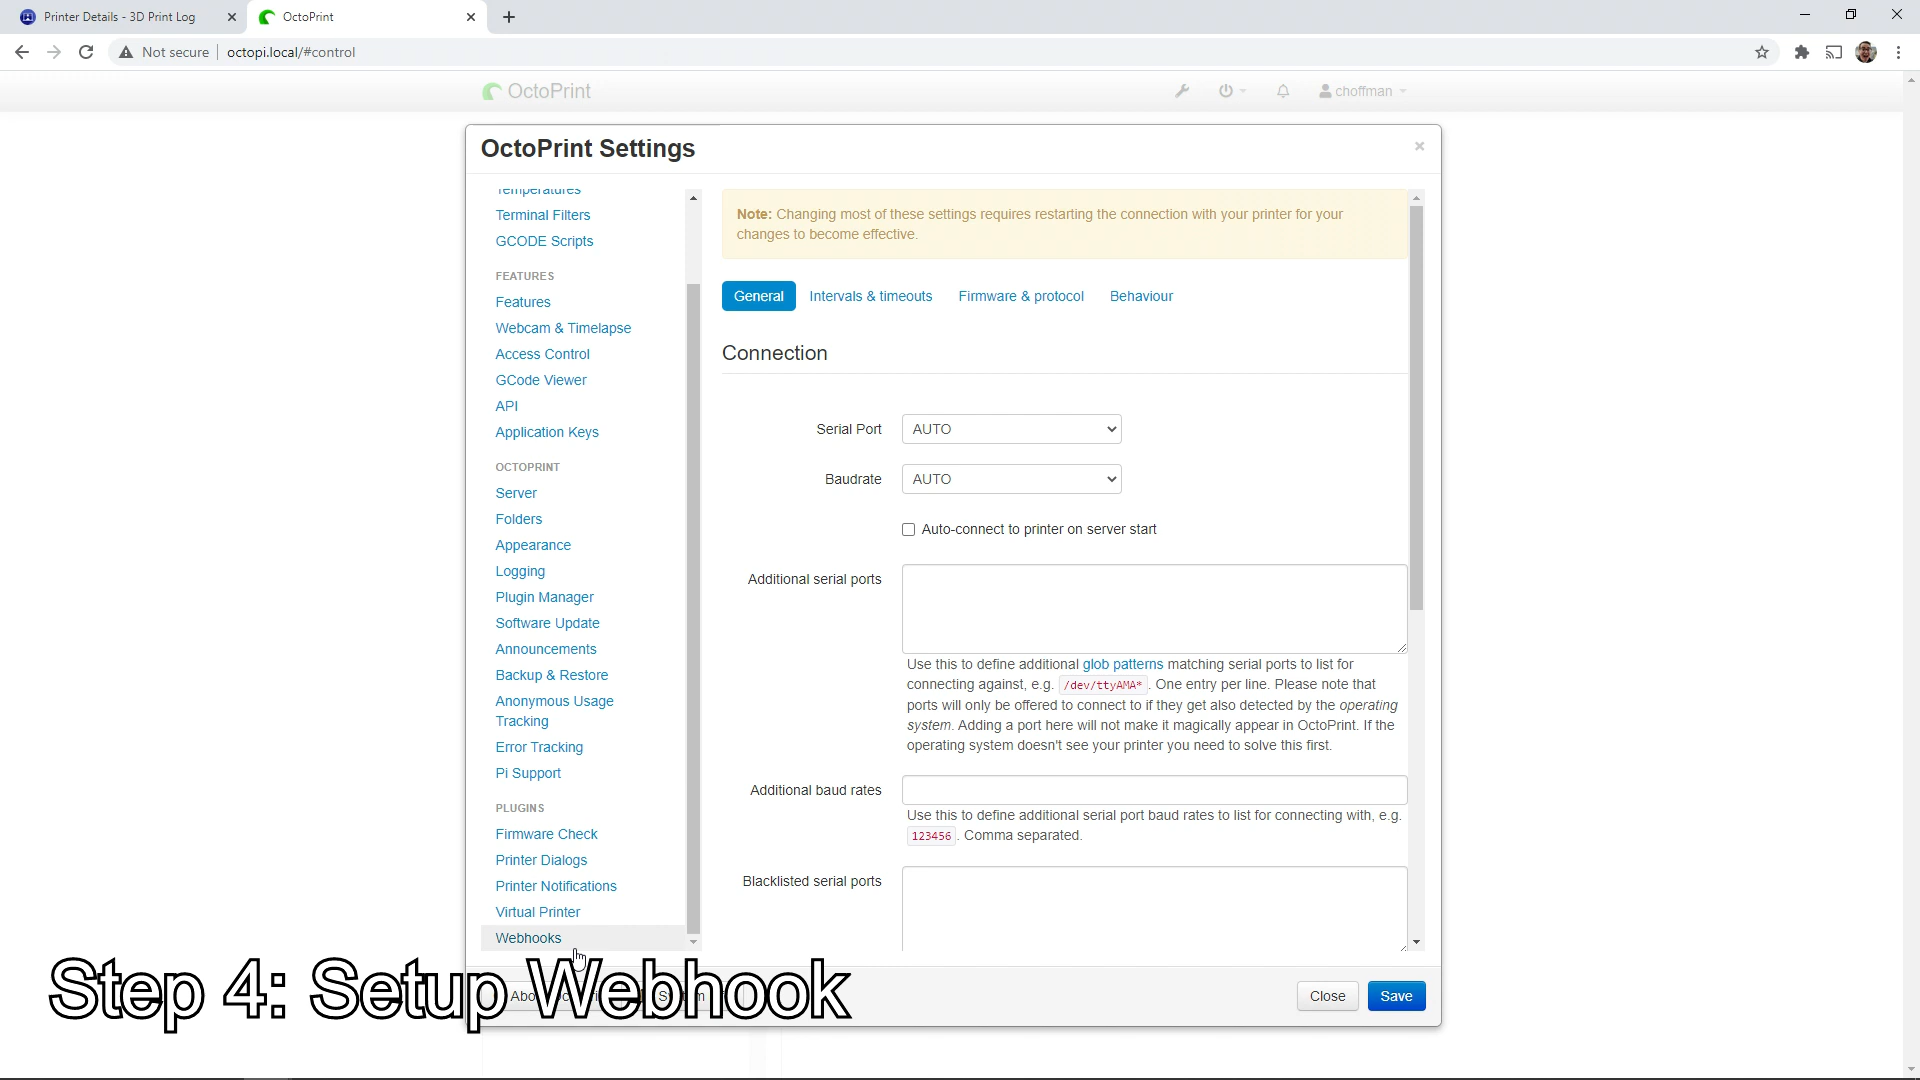 Printer Details - 3D Print Log
OctoPrint
Not secure
octopi.local/#control
OctoPrint
choffman
OctoPrint Settings
Temperatures
Terminal Filters
GCODE Scripts
FEATURES
Features
Webcam & Timelapse
Access Control
GCode Viewer
API
Application Keys
OCTOPRINT
Server
Folders
Appearance
Logging
Plugin Manager
Software Update
Announcements
Backup & Restore
Anonymous Usage
Tracking
Error Tracking
Pi Support
PLUGINS
Firmware Check
Printer Dialogs
Printer Notifications
Virtual Printer
Webhooks
Note: Changing most of these settings requires restarting the connection with your printer for your
changes to become effective.
General
Intervals & timeouts
Firmware & protocol
Behaviour
Connection
Serial Port
AUTO
Baudrate
AUTO
Auto-connect to printer on server start
Additional serial ports
Use this to define additional glob patterns matching serial ports to list for
connecting against, e.g. /dev/ttyAMA* . One entry per line. Please note that
ports will only be offered to connect to if they get also detected by the operating
system. Adding a port here will not make it magically appear in OctoPrint. If the
operating system doesn't see your printer you need to solve this first.
Additional baud rates
Use this to define additional serial port baud rates to list for connecting with, e.g.
123456 . Comma separated.
Blacklisted serial ports
Close
Save
Step 4: Setup Webhook